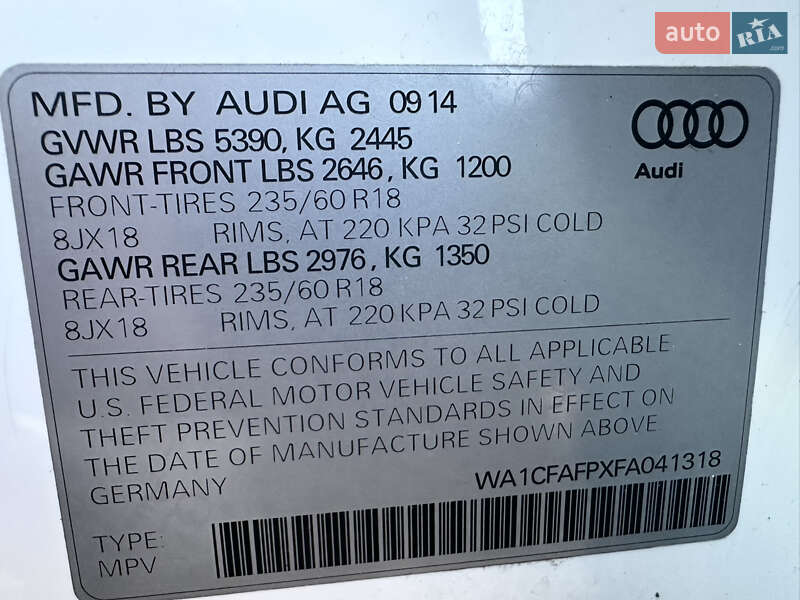 auto RIA .com
MFD. BY AUDI AG 09 14
GVWR LBS 5390, KG 2445
GAWR FRONT LBS 2646, KG 1200
FRONT-TIRES 235/60 R18
8JX18 RIMS, AT 220 KPA 32 PSI COLD
GAWR REAR LBS 2976, KG 1350
REAR-TIRES 235/60 R18
8JX18 RIMS, AT 220 KPA 32 PSI COLD
Audi
THIS VEHICLE CONFORMS TO ALL APPLICABLE
U.S. FEDERAL MOTOR VEHICLE SAFETY AND
THEFT PREVENTION STANDARDS IN EFFECT ON
THE DATE OF MANUFACTURE SHOWN ABOVE.
GERMANY WA1CFAFPXFA041318
TYPE:
MPV